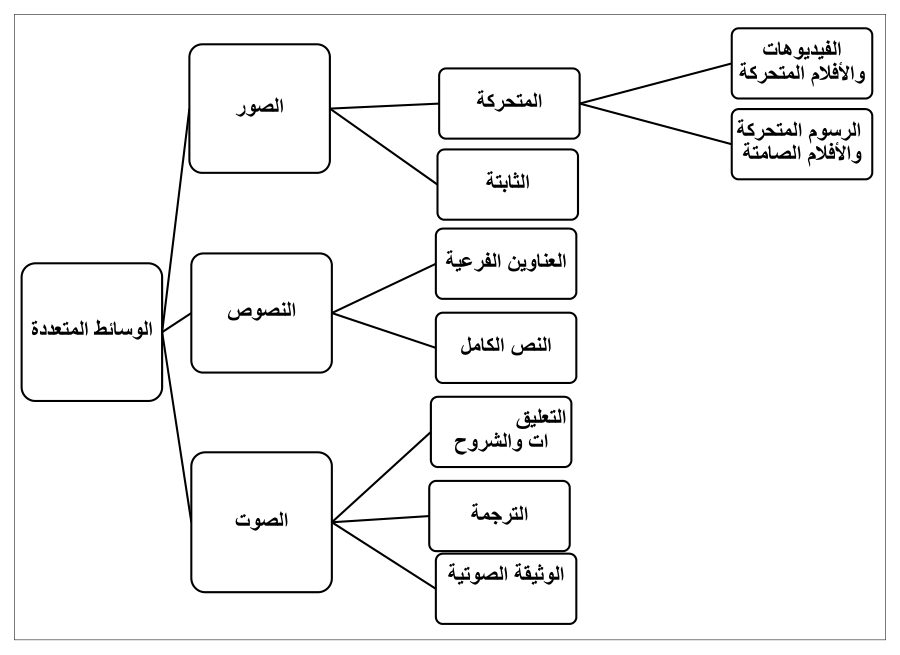 الوسائط المتعددة
الصور
المتحركة
الفيديوهات
والأفلام المتحركة
الرسوم المتحركة
والأفلام الصامتة
الثابتة
النصوص
العناوين الفرعية
النص الكامل
الصوت
التعليق
ات والشروح
الترجمة
الوثيقة الصوتية